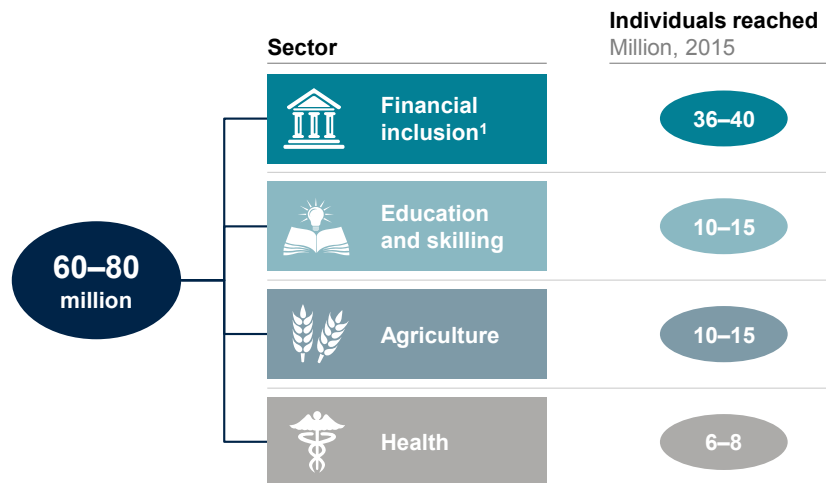 Sector
Individuals reached
Million, 2015
Financial
inclusion¹
36–40
Education
and skilling
10–15
60–80
million
Agriculture
10–15
Health
6–8